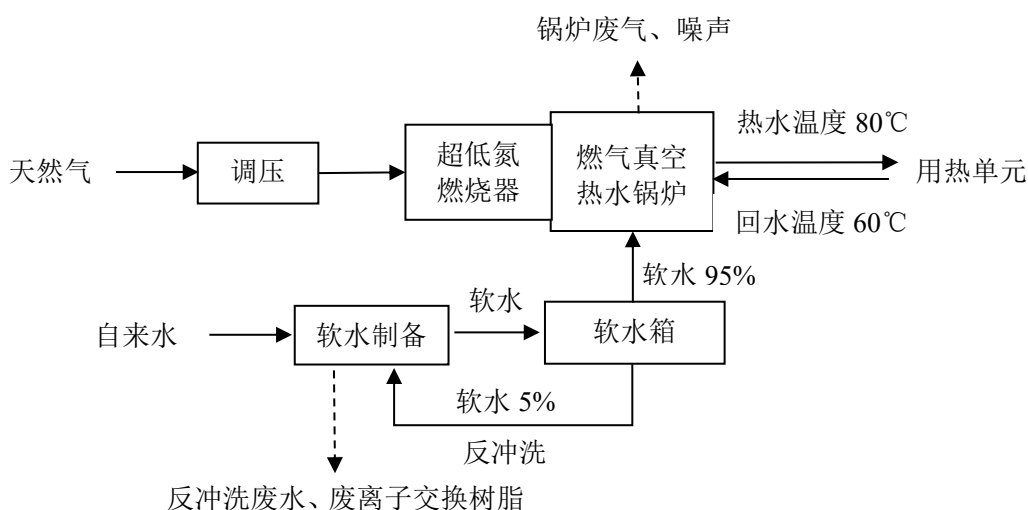 锅炉废气、噪声
热水温度 80℃
天然气
调压
超低氮
燃烧器
燃气真空
热水锅炉
用热单元
回水温度 60℃
软水 95%
自来水
软水制备
软水
软水箱
软水 5%
反冲洗
反冲洗废水、废离子交换树脂